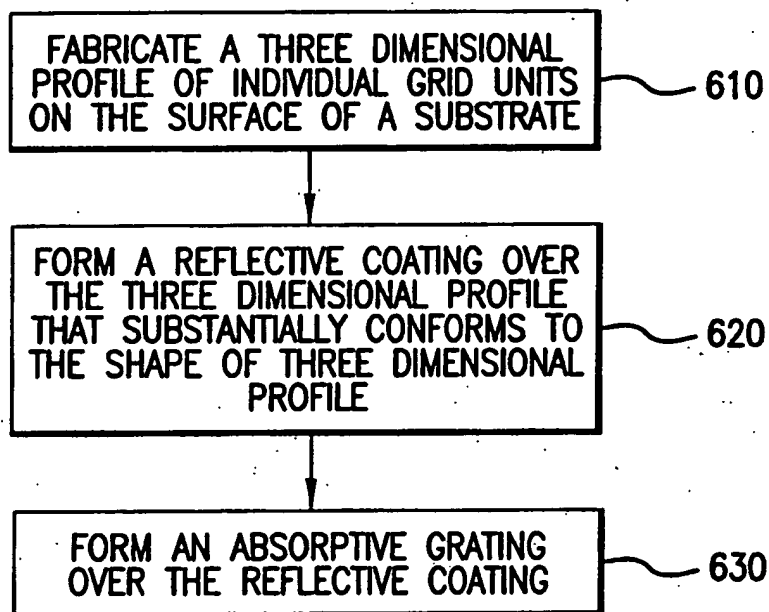 FABRICATE A THREE DIMENSIONAL
PROFILE OF INDIVIDUAL GRID UNITS
ON THE SURFACE OF A SUBSTRATE
610
FORM A REFLECTIVE COATING OVER
THE THREE DIMENSIONAL PROFILE
THAT SUBSTANTIALLY CONFORMS TO
THE SHAPE OF THREE DIMENSIONAL
PROFILE
620
FORM AN ABSORPTIVE GRATING
OVER THE REFLECTIVE COATING
630